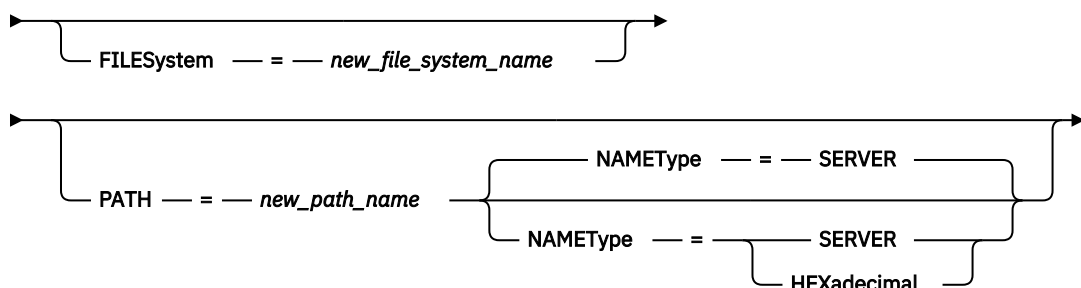 FILESystem = new_file_system_name
NAMEType = SERVER
PATH = new_path_name
NAMEType = SERVER
HEXadecimal